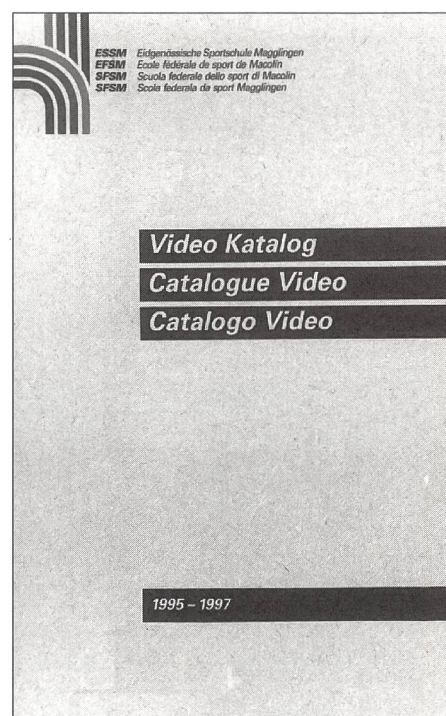 ESSM Eidgenössische Sportschule Magglingen
EFSM Ecole fédérale de sport de Macolin
SFSM Scuola federale dello sport di Macolin
SFSM Scola federala da sport Magglingen
Video Katalog
Catalogue Video
Catalogo Video
1995 – 1997